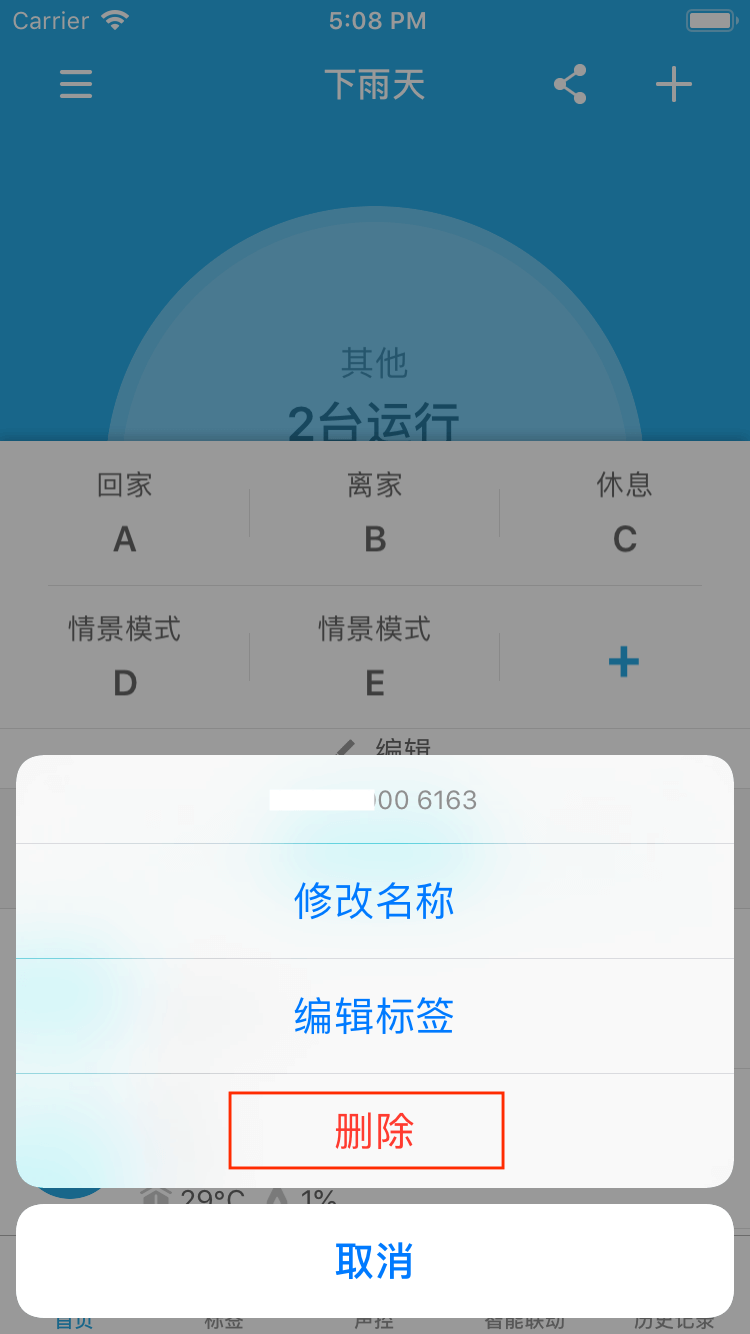 Carrier 5:08 PM
下雨天
其他
2台运行
回家 离家 休息
A B C
情景模式 情景模式
D E
编辑
00 6163
修改名称
编辑标签
删除
29°C 1%
取消
首页 标签 声控 智能联动 历史记录